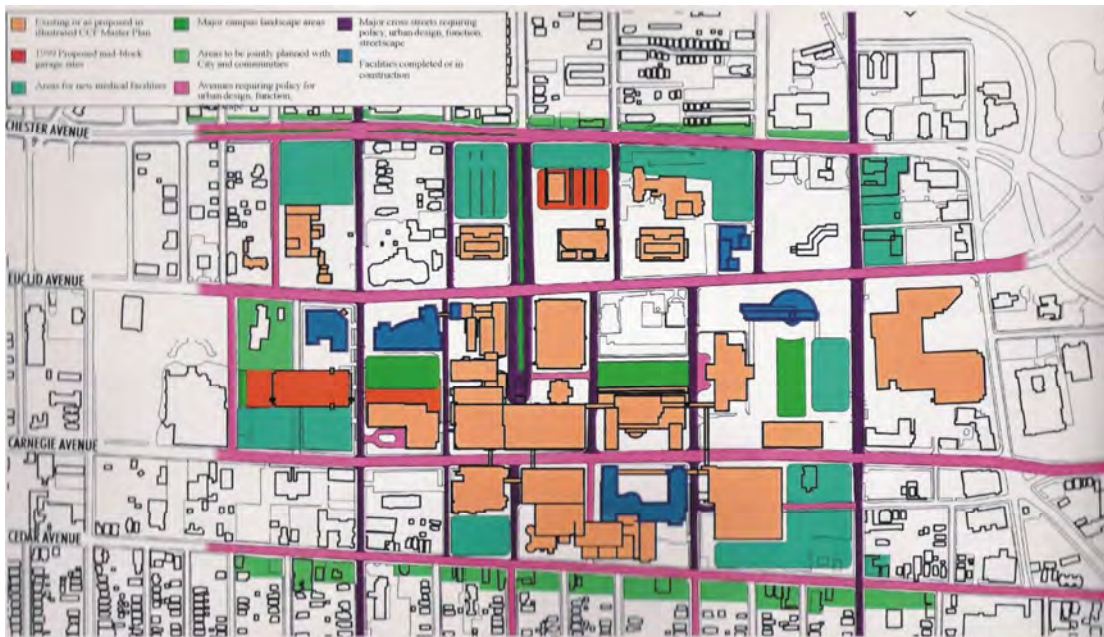 Existing or as proposed in
illustrated CCF Master Plan
1999 Proposed mid-block
garage sites
Areas for new medical facilities
Major campus landscape areas
Areas to be jointly planned with
City and communities
Avenues requiring policy for
urban design, function,
Major cross streets requiring
policy, urban design, function,
streetscape
Facilities completed or in
construction
CHESTER AVENUE
EUCLID AVENUE
CARNEGIE AVENUE
CEDAR AVENUE